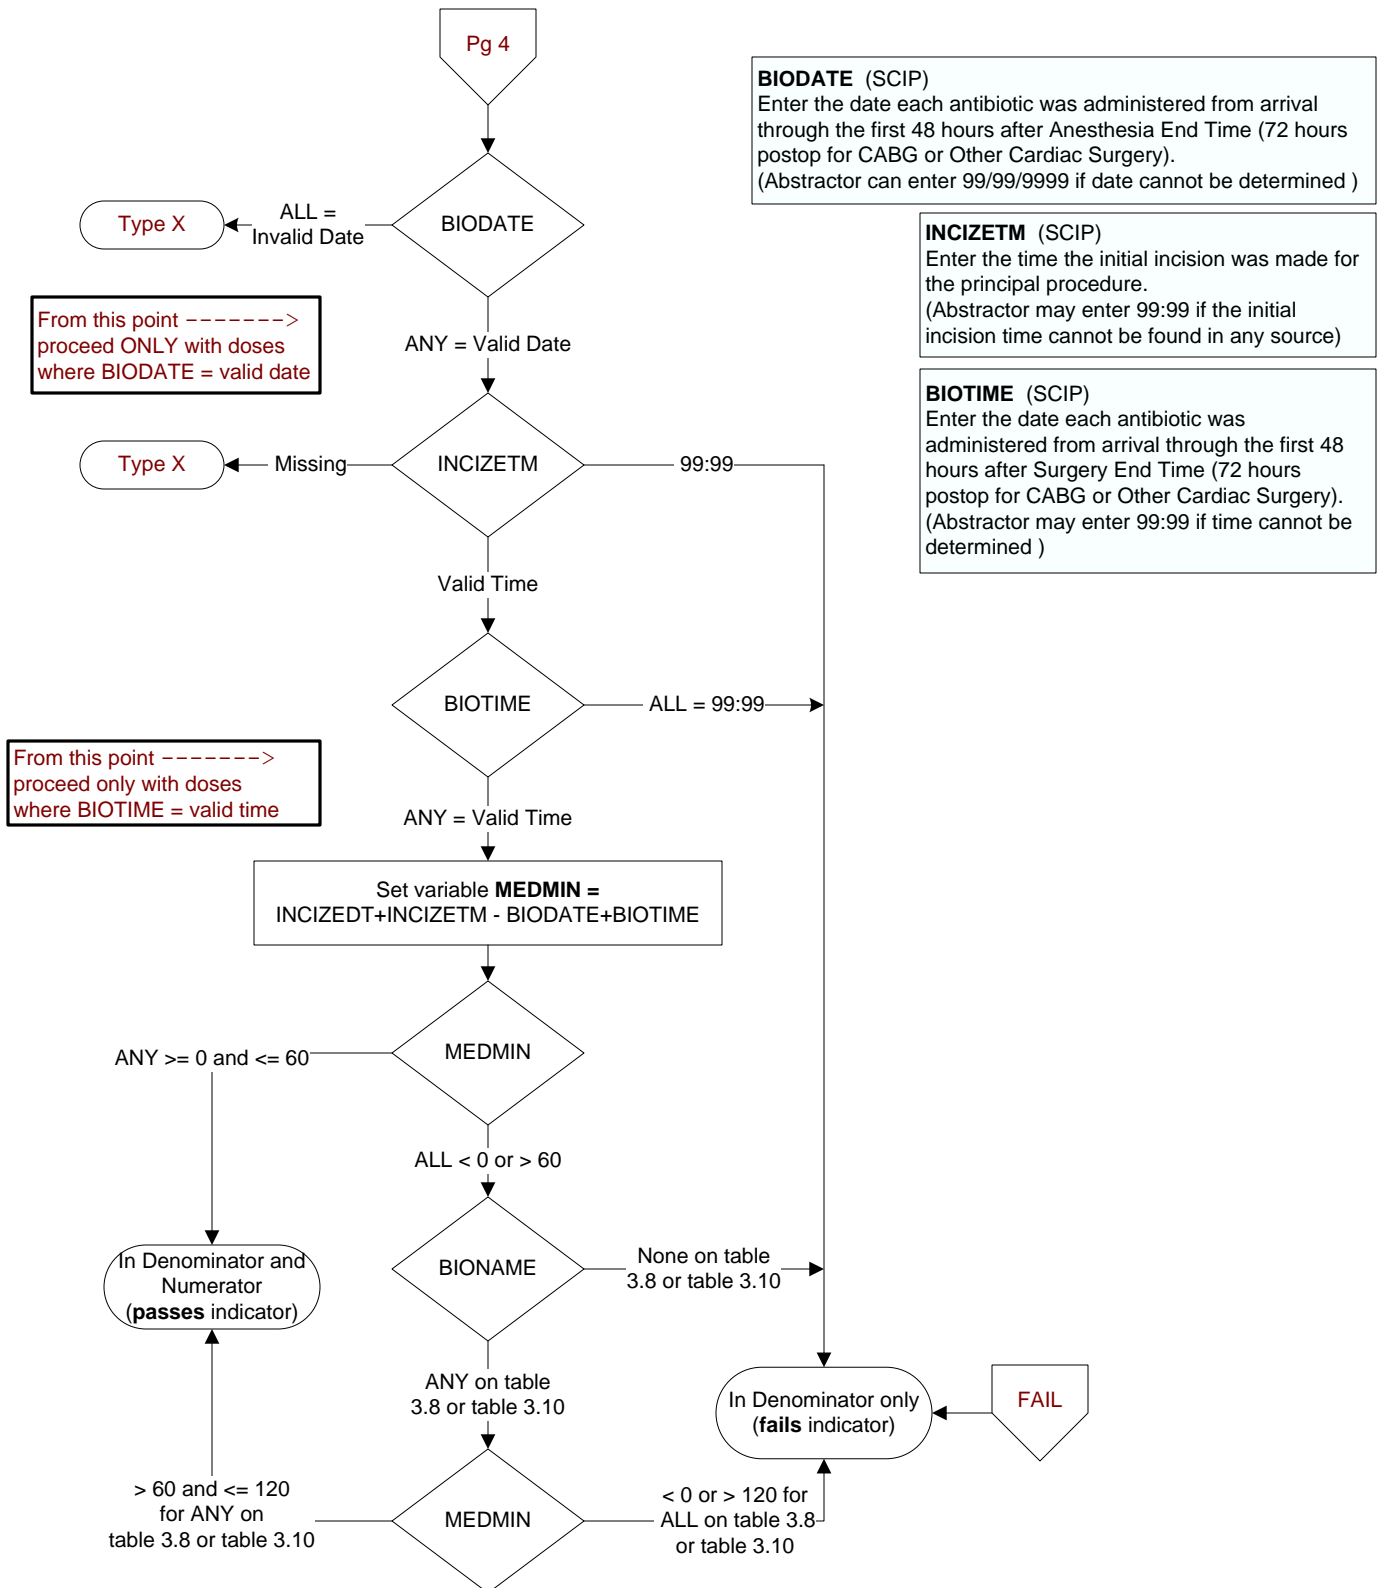 Pg 4
BIODATE (SCIP)
Enter the date each antibiotic was administered from arrival
through the first 48 hours after Anesthesia End Time (72 hours
postop for CABG or Other Cardiac Surgery).
(Abstractor can enter 99/99/9999 if date cannot be determined )
Type X
ALL =
Invalid Date
BIODATE
INCIZETM (SCIP)
Enter the time the initial incision was made for
the principal procedure.
(Abstractor may enter 99:99 if the initial
incision time cannot be found in any source)
From this point ------->
proceed ONLY with doses
where BIODATE = valid date
ANY = Valid Date
BIOTIME (SCIP)
Enter the date each antibiotic was
administered from arrival through the first 48
hours after Surgery End Time (72 hours
postop for CABG or Other Cardiac Surgery).
(Abstractor may enter 99:99 if time cannot be
determined )
Type X
Missing
INCIZETM
99:99
Valid Time
BIOTIME
ALL = 99:99
From this point ------->
proceed only with doses
where BIOTIME = valid time
ANY = Valid Time
Set variable MEDMIN =
INCIZEDT+INCIZETM - BIODATE+BIOTIME
ANY >= 0 and <= 60
MEDMIN
ALL < 0 or > 60
In Denominator and
Numerator
(passes indicator)
BIONAME
None on table
3.8 or table 3.10
ANY on table
3.8 or table 3.10
In Denominator only
(fails indicator)
FAIL
> 60 and <= 120
for ANY on
table 3.8 or table 3.10
MEDMIN
< 0 or > 120 for
ALL on table 3.8
or table 3.10